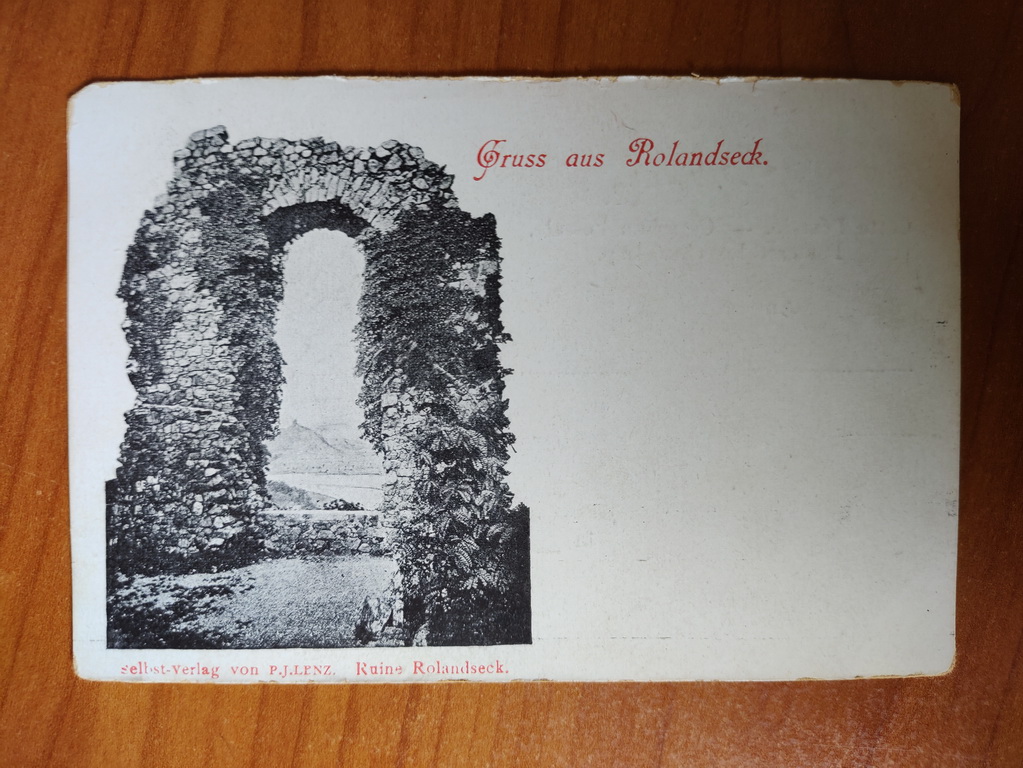 Gruss aus Rolandseck.
Selbst-Verlag von P.J.LENZ. Ruine Rolandseck.